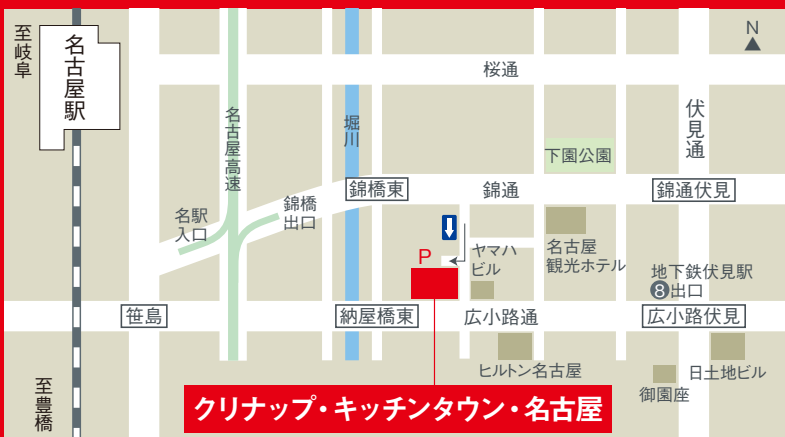 至岐阜
名古屋駅
N
桜通
名古屋高速
堀川
伏見通
下園公園
錦橋東
錦通
錦通伏見
名駅
入口
錦橋
出口
P
ヤマハ
ビル
名古屋
観光ホテル
地下鉄伏見駅
8出口
笹島
納屋橋東
広小路通
広小路伏見
ヒルトン名古屋
日土地ビル
御園座
至豊橋
クリナップ・キッチンタウン・名古屋